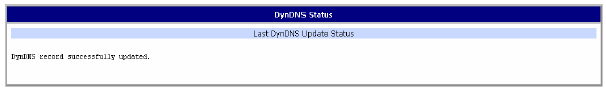 DynDNS Status
Last DynDNS Update Status
DynDNS record successfully updated.